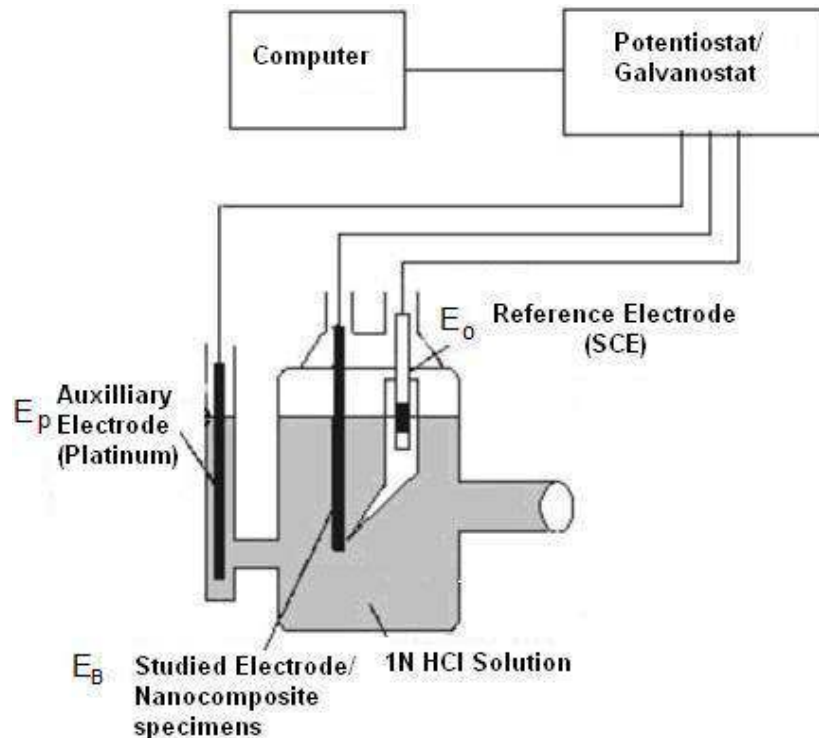 Computer
Potentiostat/
Galvanostat
Eo
Reference Electrode
(SCE)
Ep
Auxilliary
Electrode
(Platinum)
EB
Studied Electrode/
Nanocomposite
specimens
1N HCl Solution